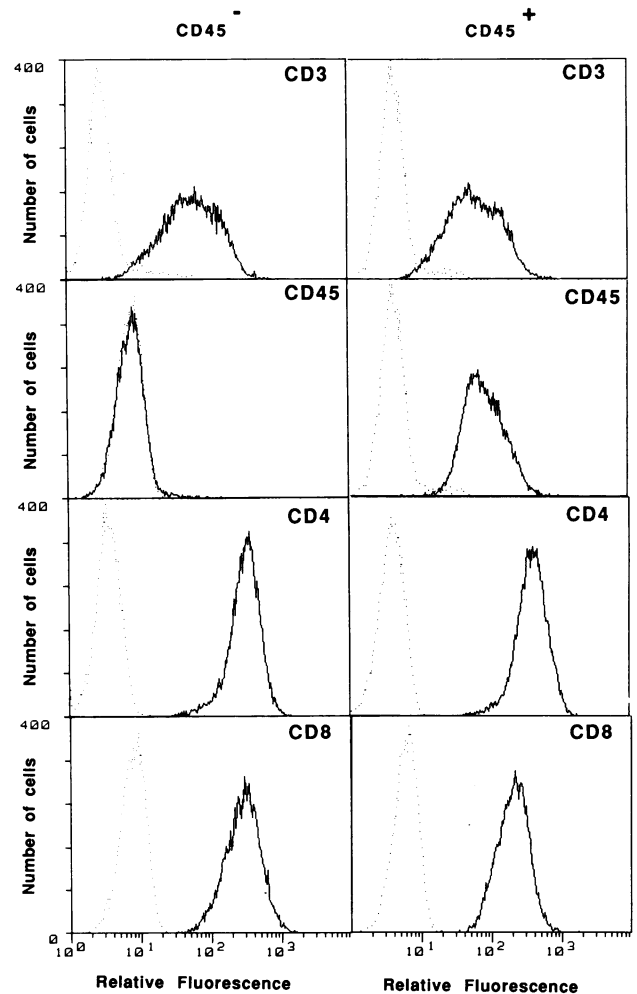 CD45 - CD45 +
400 CD3 CD3
Number of cells
400 CD45 CD45
Number of cells
400 CD4 CD4
Number of cells
400 CD8 CD8
Number of cells
0
10^0 10^1 10^2 10^3 10^1 10^2 10^3
Relative Fluorescence Relative Fluorescence